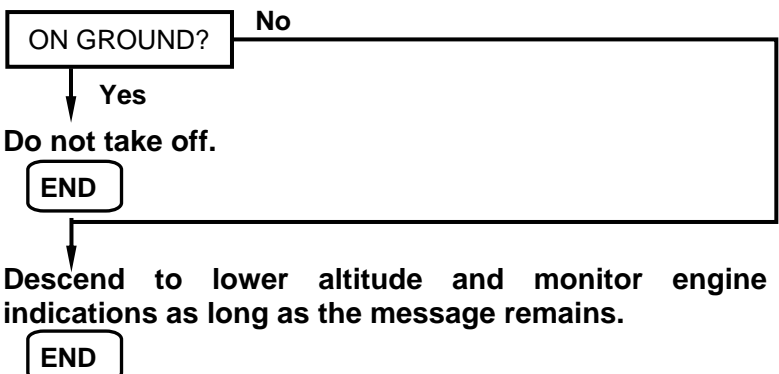 ON GROUND?
No
Yes
Do not take off.
END
Descend to lower altitude and monitor engine
indications as long as the message remains.
END